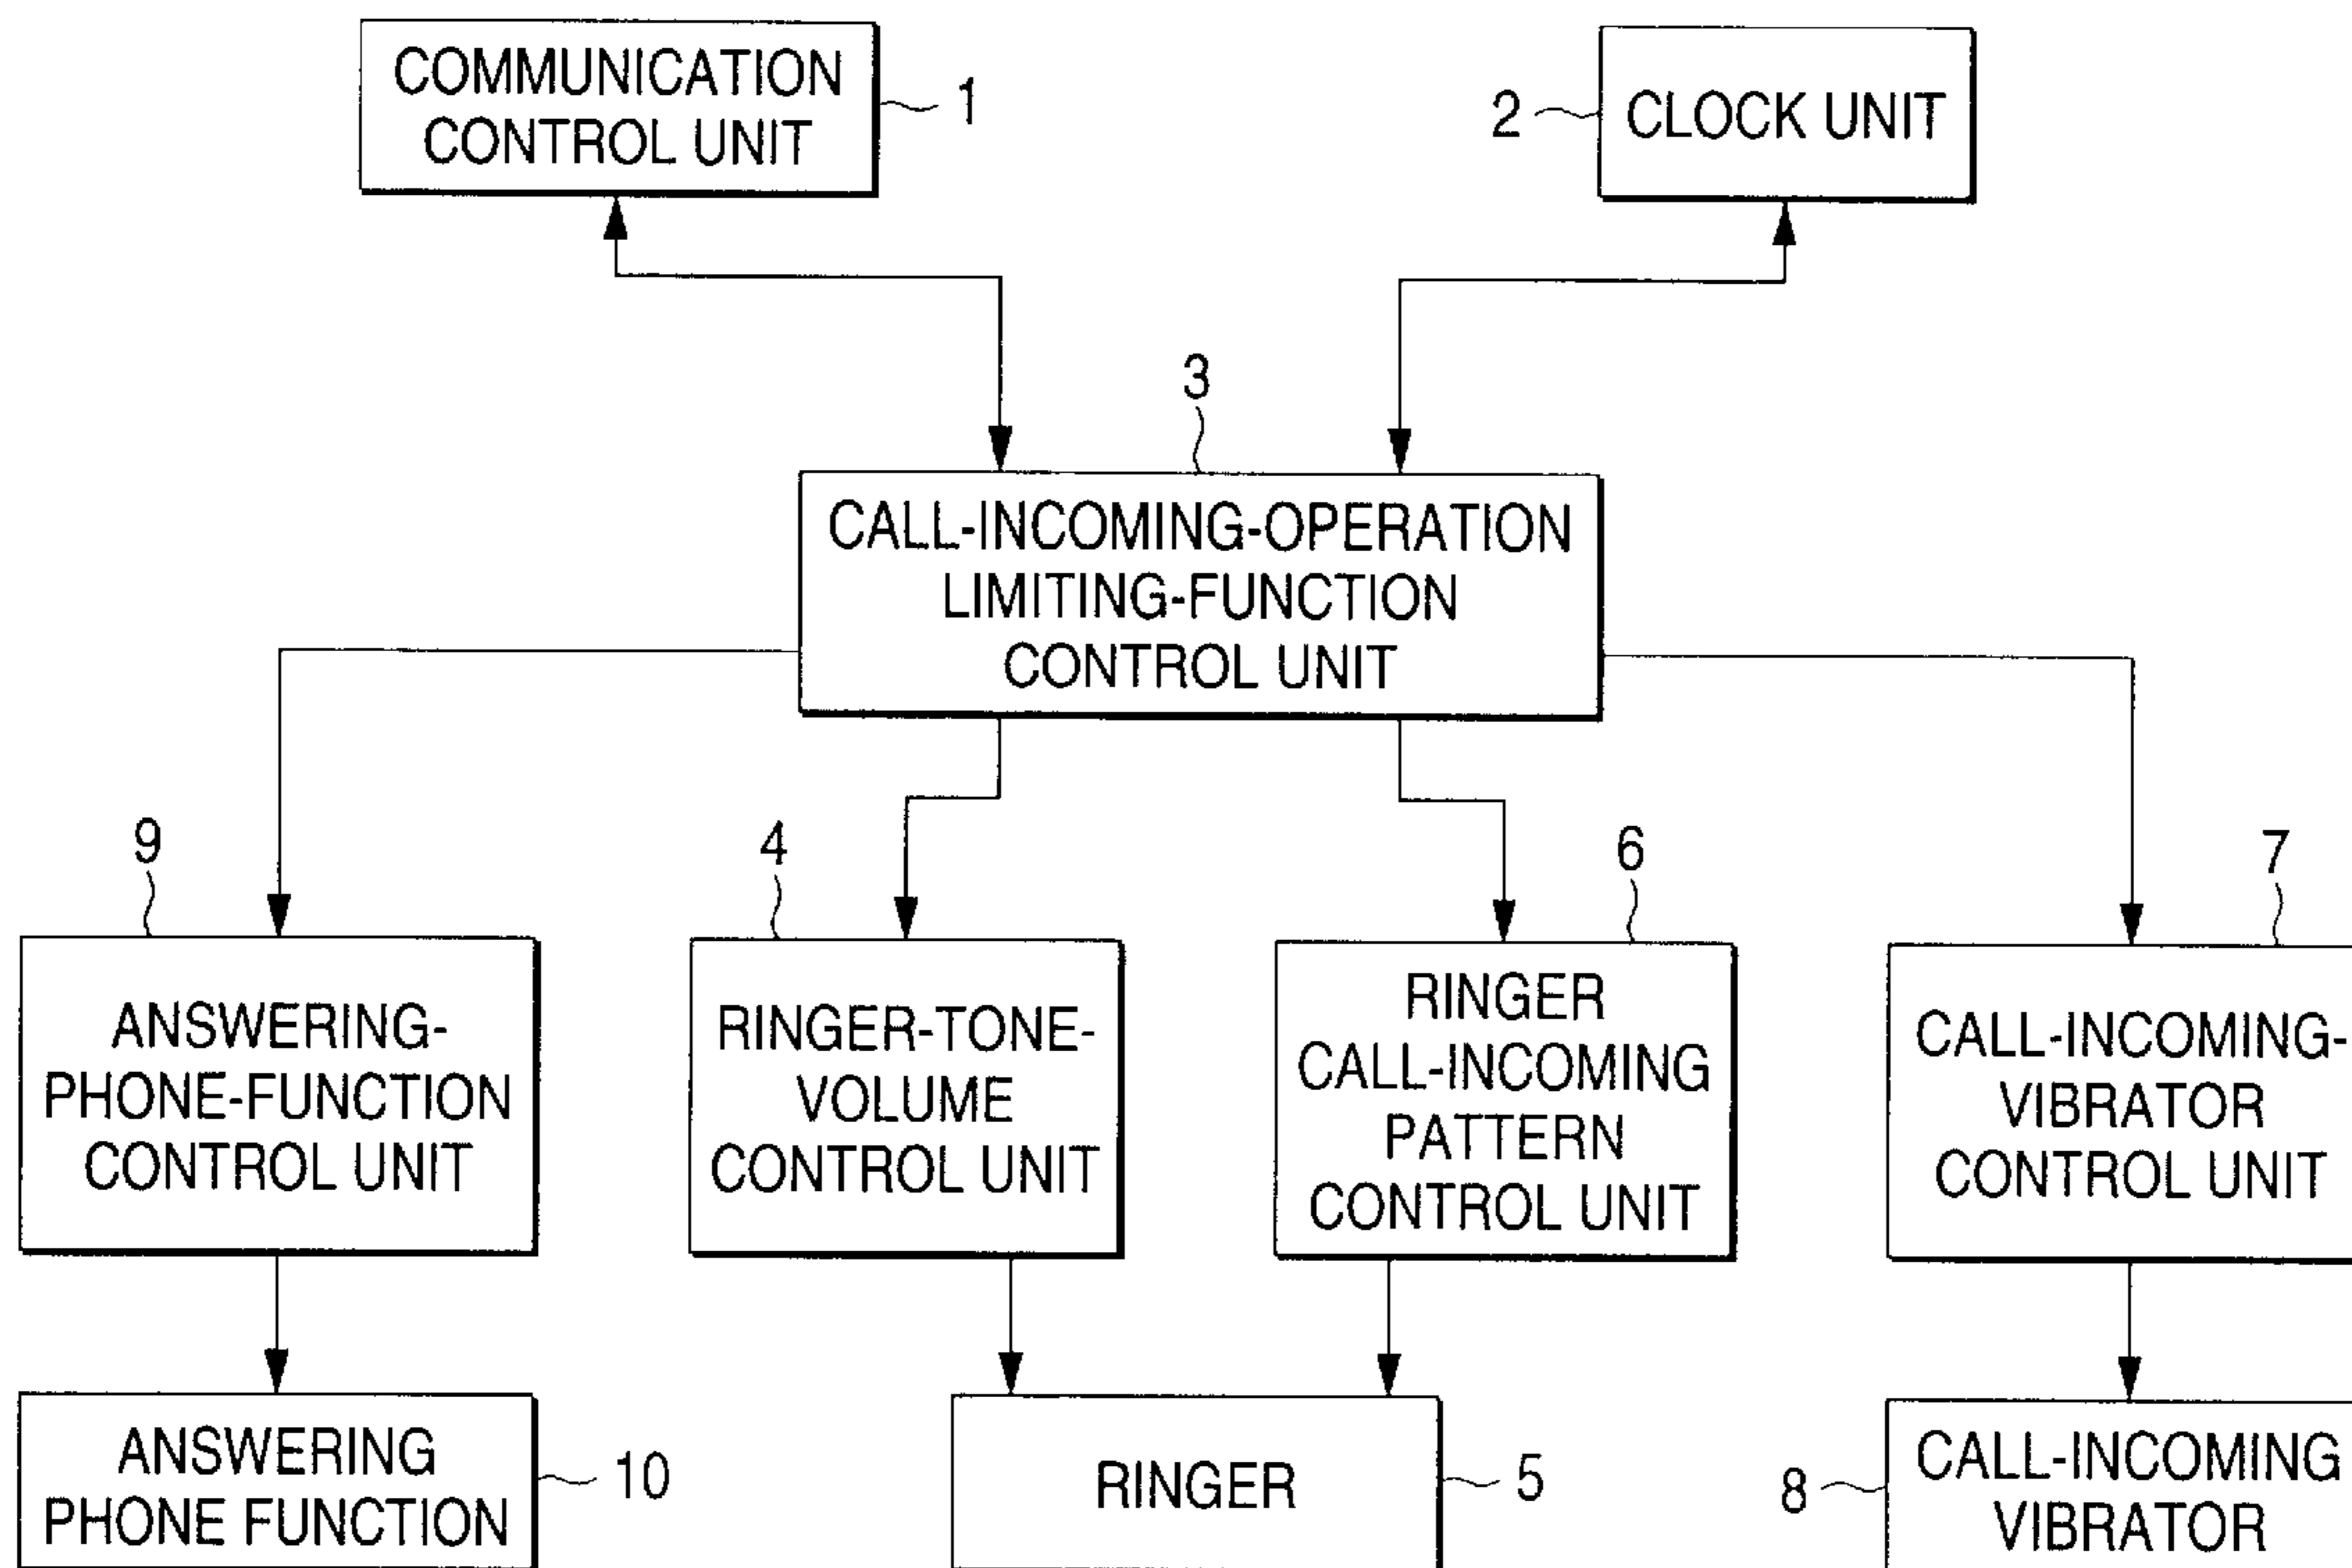 COMMUNICATION
CONTROL UNIT
1
2
CLOCK UNIT
3
CALL-INCOMING-OPERATION
LIMITING-FUNCTION
CONTROL UNIT
9
4
6
7
ANSWERING-
PHONE-FUNCTION
CONTROL UNIT
RINGER-TONE-
VOLUME
CONTROL UNIT
RINGER
CALL-INCOMING
PATTERN
CONTROL UNIT
CALL-INCOMING-
VIBRATOR
CONTROL UNIT
ANSWERING
PHONE FUNCTION
10
RINGER
5
8
CALL-INCOMING
VIBRATOR